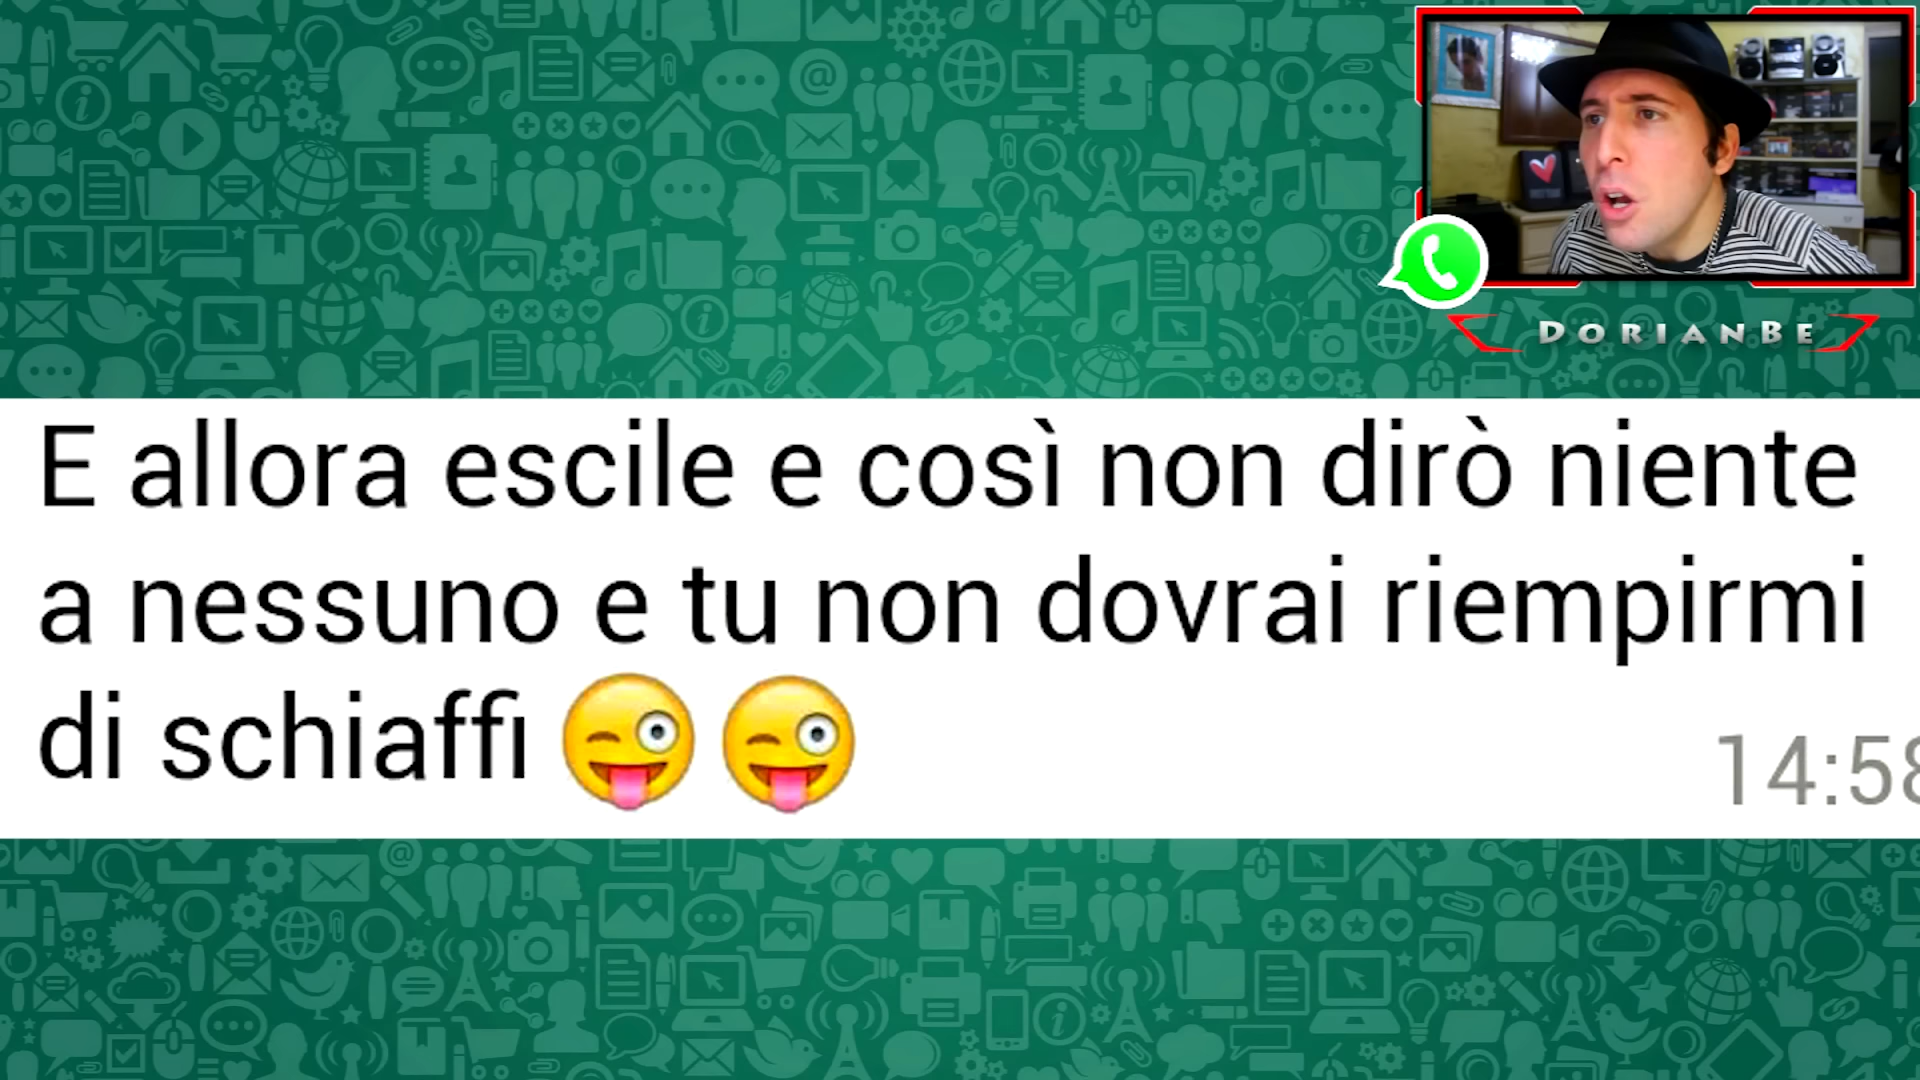 DORIANBE
E allora escile e così non dirò niente
a nessuno e tu non dovrai riempirmi
di schiaffi 😜 😜
14:58